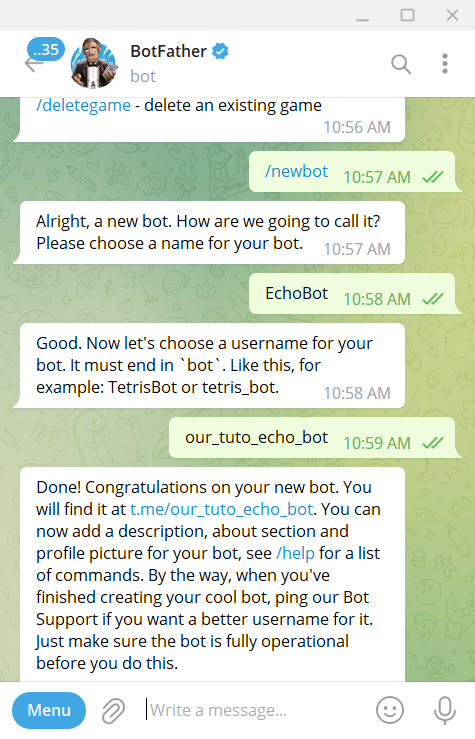 ..35
BotFather
bot
/deletegame - delete an existing game
10:56 AM
/newbot 10:57 AM
Alright, a new bot. How are we going to call it?
Please choose a name for your bot. 10:57 AM
EchoBot 10:58 AM
Good. Now let's choose a username for your
bot. It must end in `bot`. Like this, for
example: TetrisBot or tetris_bot. 10:58 AM
our_tuto_echo_bot 10:59 AM
Done! Congratulations on your new bot. You
will find it at t.me/our_tuto_echo_bot. You can
now add a description, about section and
profile picture for your bot, see /help for a list
of commands. By the way, when you've
finished creating your cool bot, ping our Bot
Support if you want a better username for it.
Just make sure the bot is fully operational
before you do this.
Menu Write a message...